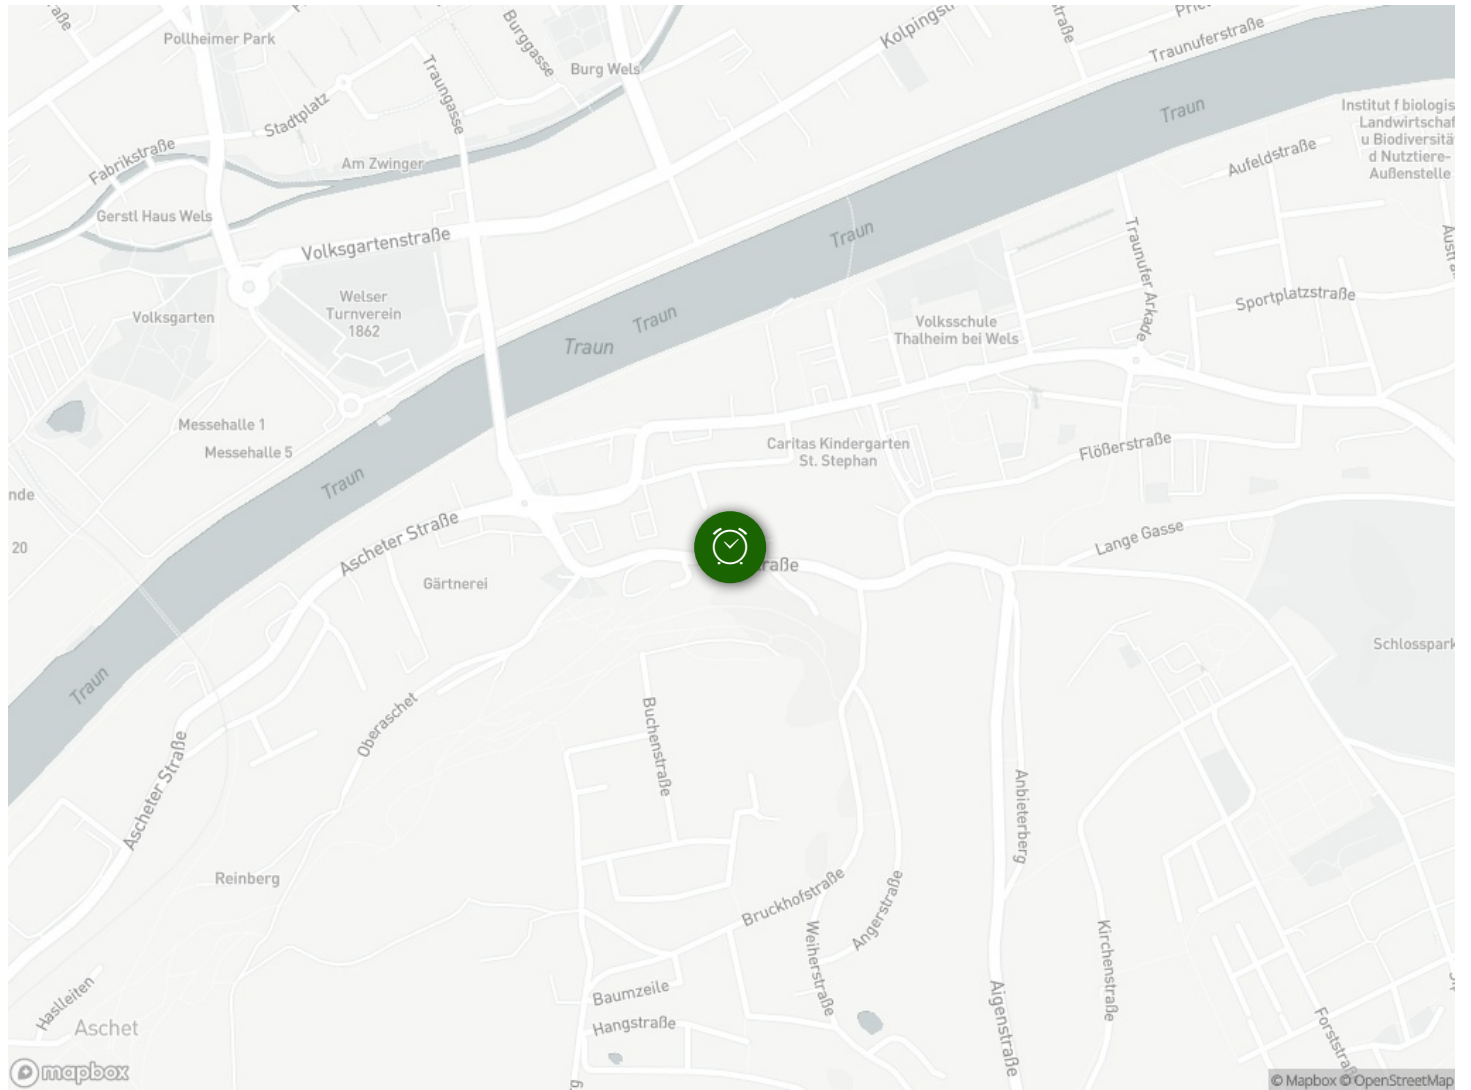 Pollheimer Park
Stadtplatz
Fabrikstraße
Traungasse
Burggasse
Burg Wels
Am Zwinger
Gerstl Haus Wels
Volksgartenstraße
Welser
Turnverein
1862
Volksgarten
Messehalle 1
Messehalle 5
Traunuferstraße
Traun
Institut f biologis
Landwirtschaf
u Biodiversitä
d Nutztiere-
Außenstelle
Aufeldstraße
Traun
Traunufer Arkade
Sportplatzstraße
Traun
Traun
Volksschule
Thalheim bei Wels
Caritas Kindergarten
St. Stephan
Flößerstraße
Traun
nde
20
Ascheter Straße
Gärtnerei
raße
Lange Gasse
Schlosspark
Traun
Oberaschet
Buchenstraße
Ascheter Straße
Anbieterberg
Reinberg
Bruckhofstraße
Angerstraße
Weiherstraße
Kirchenstraße
Haslleiten
Aschet
Baumzeile
Hangstraße
Aigenstraße
Forststraß
mapbox
© Mapbox © OpenStreetMap